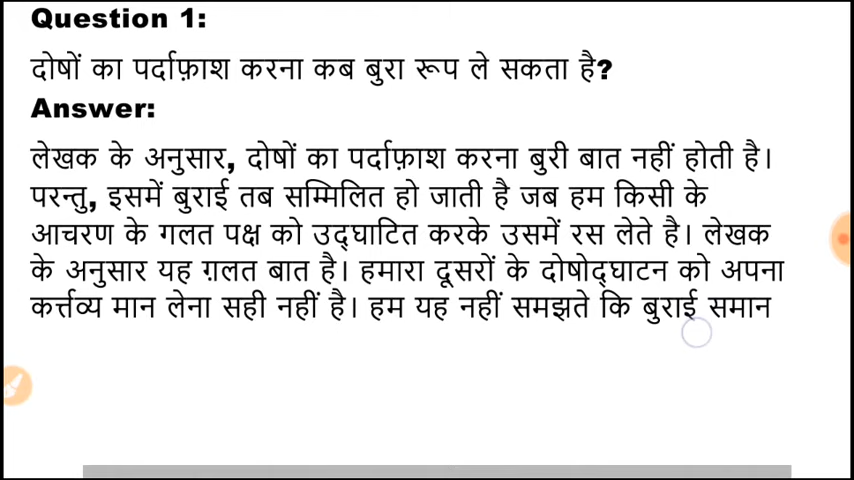 Question 1:
दोषों का पर्दाफ़ाश करना कब बुरा रूप ले सकता है?
Answer:
लेखक के अनुसार, दोषों का पर्दाफ़ाश करना बुरी बात नहीं होती है।
परन्तु, इसमें बुराई तब सम्मिलित हो जाती है जब हम किसी के
आचरण के गलत पक्ष को उद्घाटित करके उसमें रस लेते है। लेखक
के अनुसार यह ग़लत बात है। हमारा दूसरों के दोषोद्घाटन को अपना
कर्त्तव्य मान लेना सही नहीं है। हम यह नहीं समझते कि बुराई समान